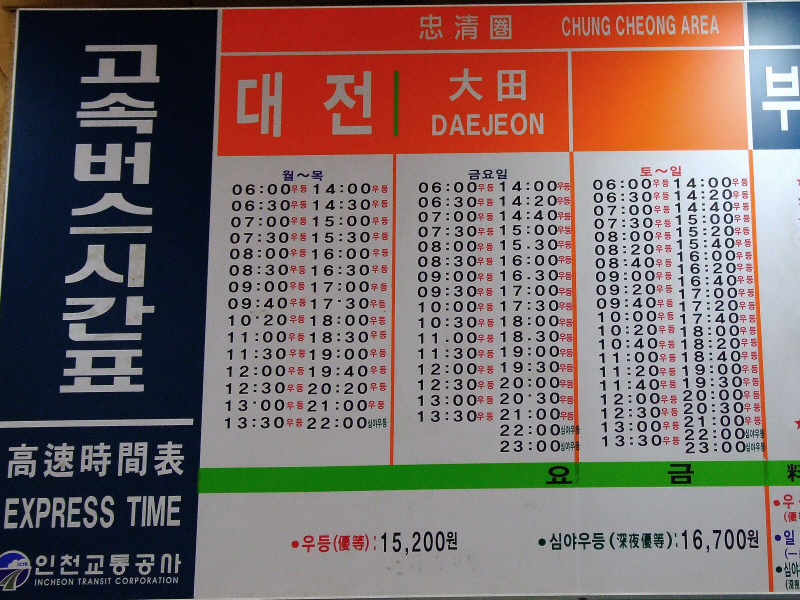 고속버스시간표
高速時間表
EXPRESS TIME
인천교통공사
INCHEON TRANSIT CORPORATION
忠清圈 CHUNG CHEONG AREA
대전 大田
DAEJEON
부
월~목
06:00우등 14:00우등
06:30우등 14:30우등
07:00우등 15:00우등
07:30우등 15:30우등
08:00우등 16:00우등
08:30우등 16:30우등
09:00우등 17:00우등
09:40우등 17:30우등
10:20우등 18:00우등
11:00우등 18:30우등
11:30우등 19:00우등
12:00우등 19:40우등
12:30우등 20:20우등
13:00우등 21:00우등
13:30우등 22:00심야우등
금요일
06:00우등 14:00우등
06:30우등 14:20우등
07:00우등 14:40우등
07:30우등 15:00우등
08:00우등 15.30우등
08:30우등 16:00우등
09:00우등 16.30우등
09:30우등 17:00우등
10:00우등 17:30우등
10:30우등 18:00우등
11.00우등 18.30우등
11:30우등 19:00우등
12:00우등 19:30우등
12:30우등 20:00우등
13:00우등 20:30우등
13:30우등 21:00우등
22:00심야우등
23:00심야우등
토~일
06:00우등 14:00우등
06:30우등 14:20우등
07:00우등 14:40우등
07:30우등 15:00우등
08:00우등 15:20우등
08:20우등 15:40우등
08:40우등 16:00우등
09:00우등 16:20우등
09:20우등 16:40우등
09:40우등 17:00우등
10:00우등 17:20우등
10:20우등 17:40우등
10:40우등 18:00우등
11:00우등 18:20우등
11:20우등 18:40우등
11:40우등 19:00우등
12:00우등 19:30우등
12:30우등 20:00우등
13:00우등 20:30우등
13:30우등 21:00우등
22:00심야우등
23:00심야우등
요 금 料
•우등(優等):15,200원 •심야우등(深夜優等):16,700원
•우
(優
•일
(一
•심야
(深夜